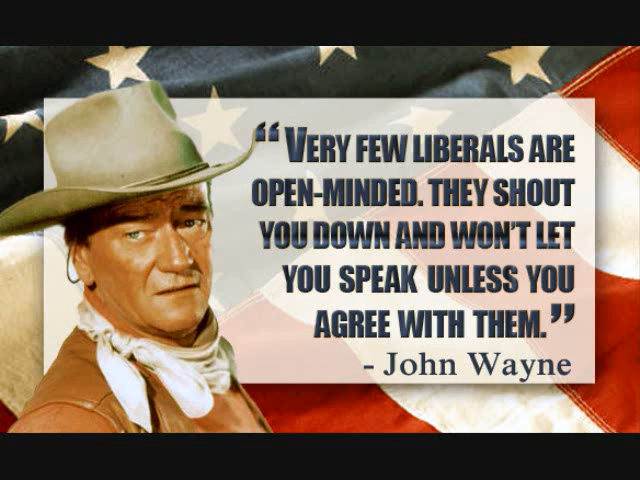 “VERY FEW LIBERALS ARE
OPEN-MINDED. THEY SHOUT
YOU DOWN AND WON'T LET
YOU SPEAK UNLESS YOU
AGREE WITH THEM.”
- John Wayne